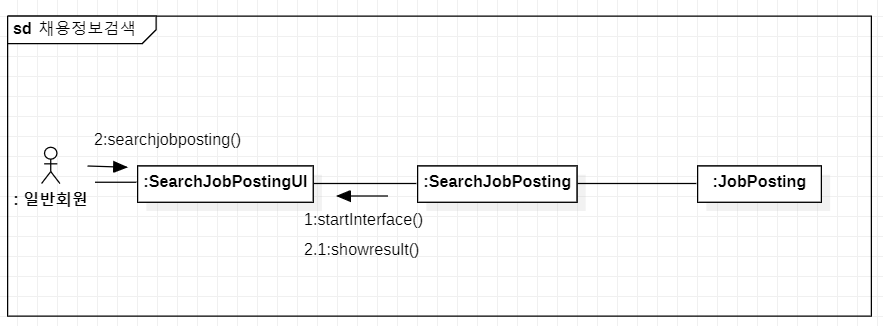 sd 채용정보검색
2:searchjobposting()
:SearchJobPostingUI
:SearchJobPosting
:JobPosting
: 일반회원
1:startInterface()
2.1:showresult()